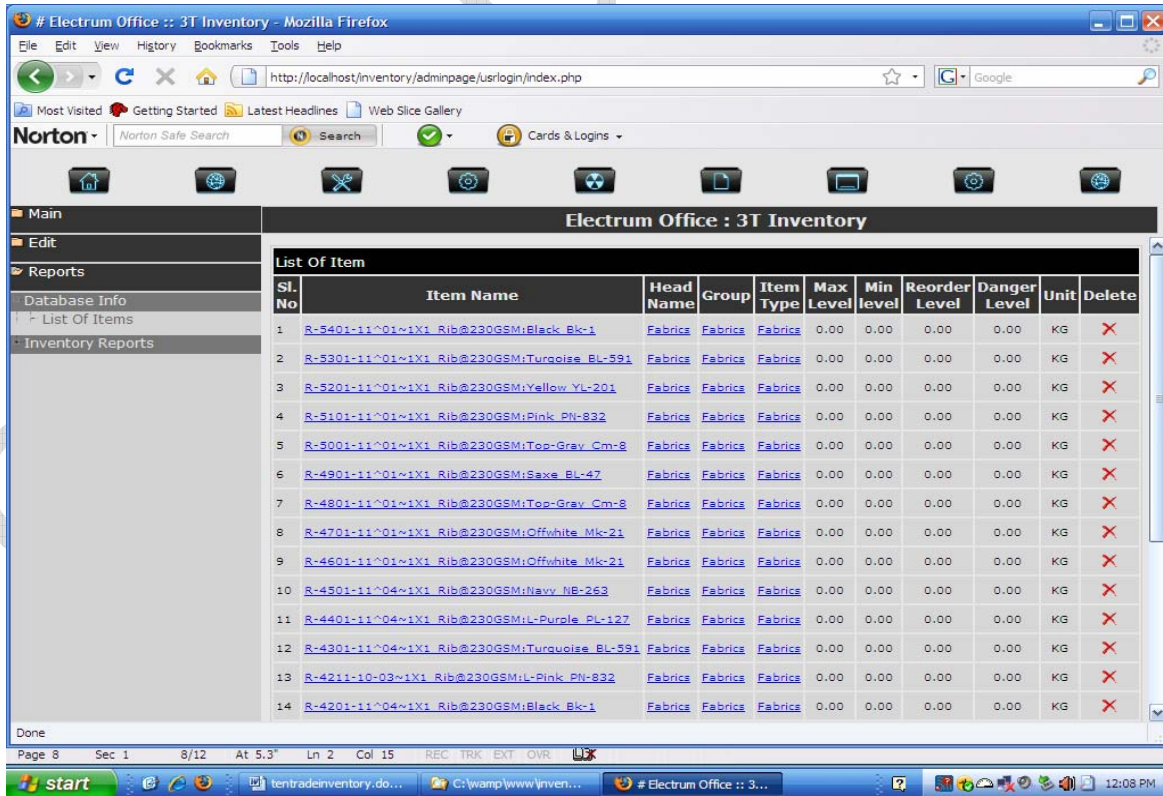 # Electrum Office :: 3T Inventory - Mozilla Firefox
File Edit View History Bookmarks Tools Help
http://localhost/inventory/adminpage/usrlogin/index.php
G Google
Most Visited Getting Started Latest Headlines Web Slice Gallery
Norton Norton Safe Search Search Cards & Logins
Main
Electrum Office : 3T Inventory
Edit
Reports
Database Info
List Of Items
Inventory Reports
List Of Item
Sl. No Item Name Head Name Group Item Type Max Level Min level Reorder Level Danger Level Unit Delete
1 R-5401-11^01~1X1 Rib@230GSM:Black Bk-1 Fabrics Fabrics Fabrics 0.00 0.00 0.00 0.00 KG
2 R-5301-11^01~1X1 Rib@230GSM:Turqoise BL-591 Fabrics Fabrics Fabrics 0.00 0.00 0.00 0.00 KG
3 R-5201-11^01~1X1 Rib@230GSM:Yellow YL-201 Fabrics Fabrics Fabrics 0.00 0.00 0.00 0.00 KG
4 R-5101-11^01~1X1 Rib@230GSM:Pink PN-832 Fabrics Fabrics Fabrics 0.00 0.00 0.00 0.00 KG
5 R-5001-11^01~1X1 Rib@230GSM:Top-Gray Cm-8 Fabrics Fabrics Fabrics 0.00 0.00 0.00 0.00 KG
6 R-4901-11^01~1X1 Rib@230GSM:Saxe BL-47 Fabrics Fabrics Fabrics 0.00 0.00 0.00 0.00 KG
7 R-4801-11^01~1X1 Rib@230GSM:Top-Gray Cm-8 Fabrics Fabrics Fabrics 0.00 0.00 0.00 0.00 KG
8 R-4701-11^01~1X1 Rib@230GSM:Offwhite Mk-21 Fabrics Fabrics Fabrics 0.00 0.00 0.00 0.00 KG
9 R-4601-11^01~1X1 Rib@230GSM:Offwhite Mk-21 Fabrics Fabrics Fabrics 0.00 0.00 0.00 0.00 KG
10 R-4501-11^04~1X1 Rib@230GSM:Navy NB-263 Fabrics Fabrics Fabrics 0.00 0.00 0.00 0.00 KG
11 R-4401-11^04~1X1 Rib@230GSM:L-Purple PL-127 Fabrics Fabrics Fabrics 0.00 0.00 0.00 0.00 KG
12 R-4301-11^04~1X1 Rib@230GSM:Turquoise BL-591 Fabrics Fabrics Fabrics 0.00 0.00 0.00 0.00 KG
13 R-4211-10-03~1X1 Rib@230GSM:L-Pink PN-832 Fabrics Fabrics Fabrics 0.00 0.00 0.00 0.00 KG
14 R-4201-11^04~1X1 Rib@230GSM:Black Bk-1 Fabrics Fabrics Fabrics 0.00 0.00 0.00 0.00 KG
Done
Page 8 Sec 1 8/12 At 5.3" Ln 2 Col 15 REC TRK EXT OVR
start tentradeinventory.do... C:\wamp\www\inven... # Electrum Office :: 3... 12:08 PM